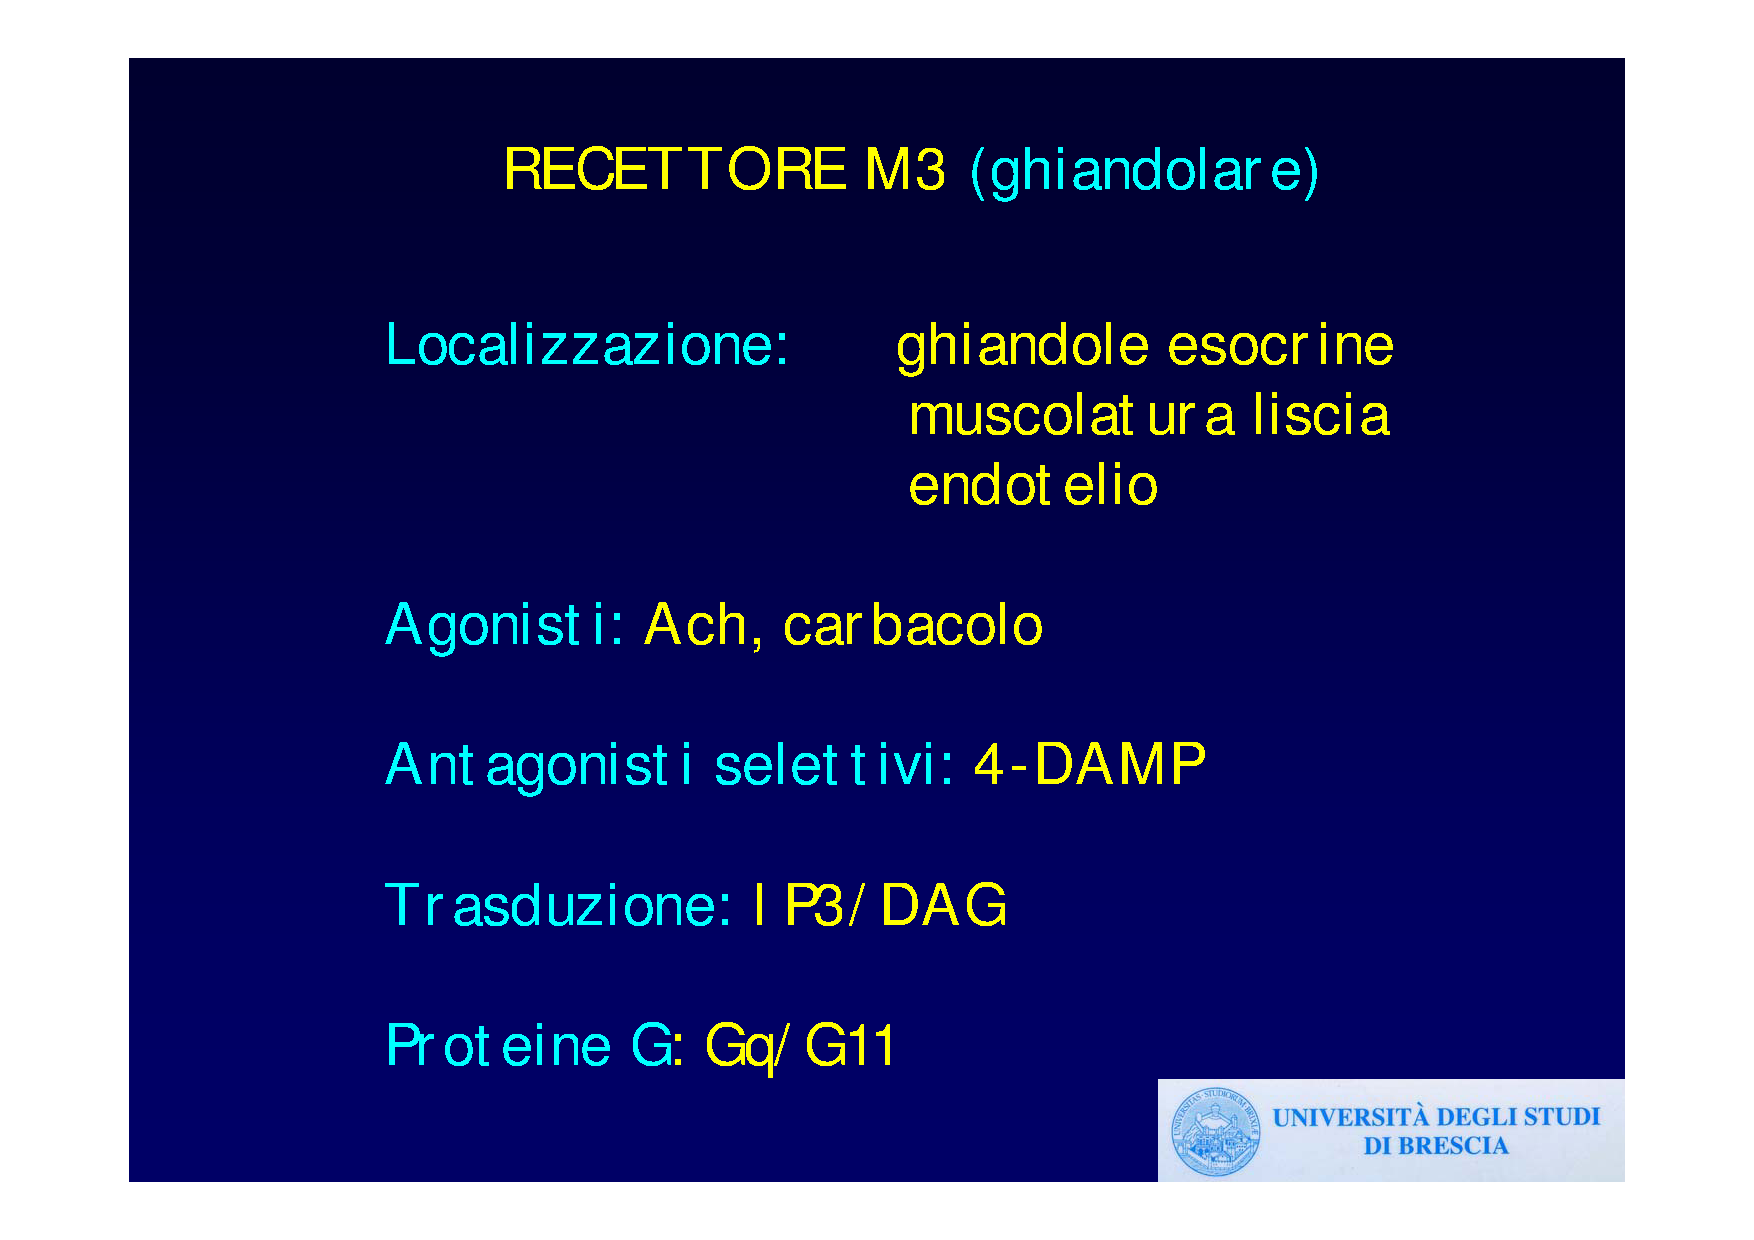 RECETTORE M3 (ghiandolare)
Localizzazione: ghiandole esocrine
muscolatura liscia
endotelio
Agonisti: Ach, carbacolo
Antagonisti selettivi: 4-DAMP
Trasduzione: IP3/DAG
Proteine G: Gq/G11
UNIVERSITÀ DEGLI STUDI
DI BRESCIA